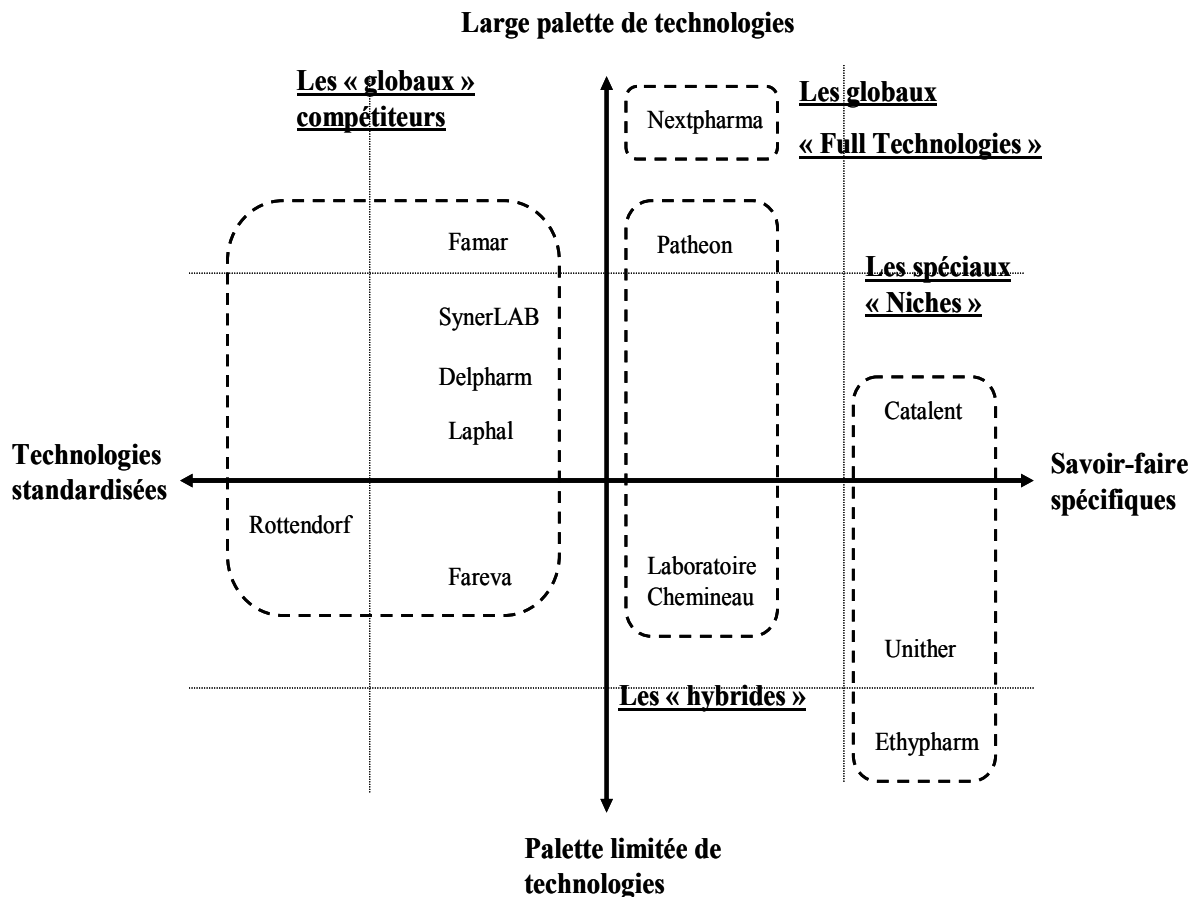 Large palette de technologies
Les « globaux »
compétiteurs
Nextpharma
Les globaux
« Full Technologies »
Famar
Patheon
Les spéciaux
« Niches »
SynerLAB
Delpharm
Catalent
Laphal
Technologies
standardisées
Savoir-faire
spécifiques
Rottendorf
Fareva
Laboratoire
Chemineau
Unither
Les « hybrides »
Ethypharm
Palette limitée de
technologies